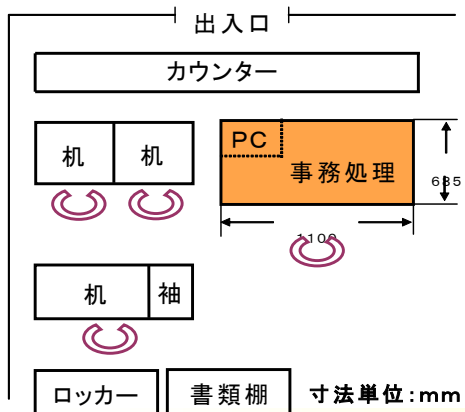 出入口
カウンター
机 机
PC
事務処理
685
1100
机 袖
ロッカー 書類棚 寸法単位:mm